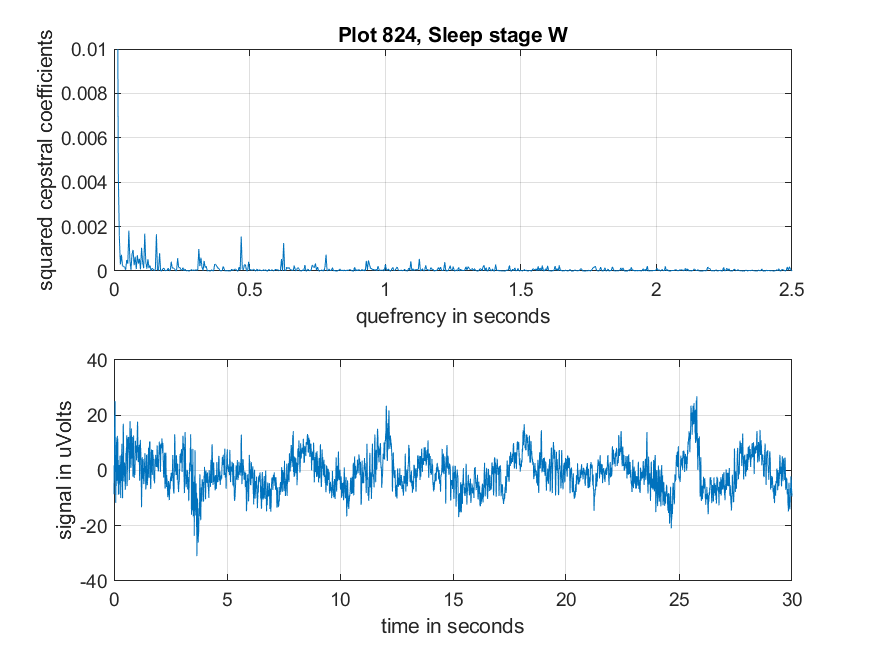 Plot 824, Sleep stage W
squared cepstral coefficients
0.01
0.008
0.006
0.004
0.002
0
0 0.5 1 1.5 2 2.5
quefrency in seconds
signal in uVolts
40
20
0
-20
-40
0 5 10 15 20 25 30
time in seconds